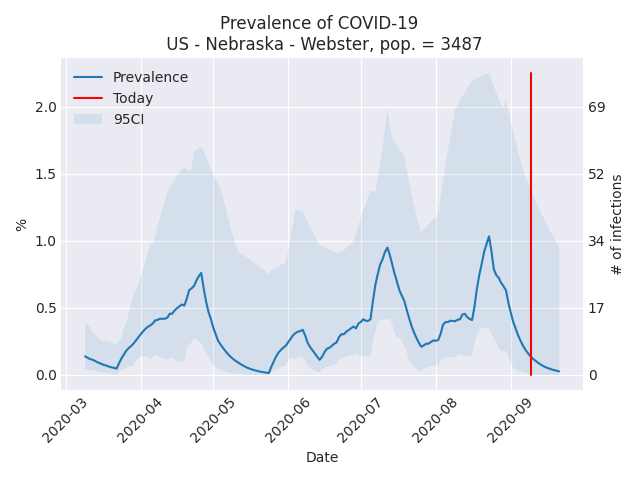 Prevalence of COVID-19
US - Nebraska - Webster, pop. = 3487
Prevalence
Today
95CI
2.0
1.5
1.0
0.5
0.0
%
69
52
34
17
0
# of infections
2020-03
2020-04
2020-05
2020-06
2020-07
2020-08
2020-09
Date